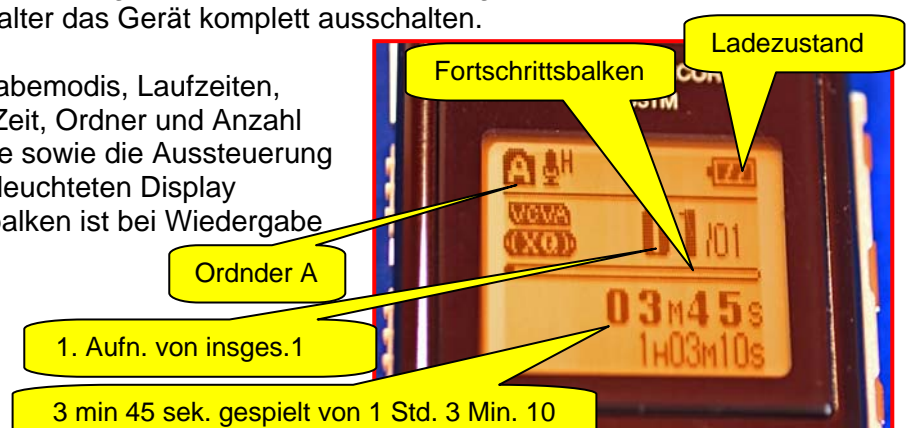 alter das Gerät komplett ausschalten.
abemodis, Laufzeiten,
Zeit, Ordner und Anzahl
e sowie die Aussteuerung
leuchteten Display
balken ist bei Wiedergabe
Fortschrittsbalken
Ladezustand
A H
VCVA
XQ 01/01
03M45S
1H03M10S
Ordnder A
1. Aufn. von insges.1
3 min 45 sek. gespielt von 1 Std. 3 Min. 10